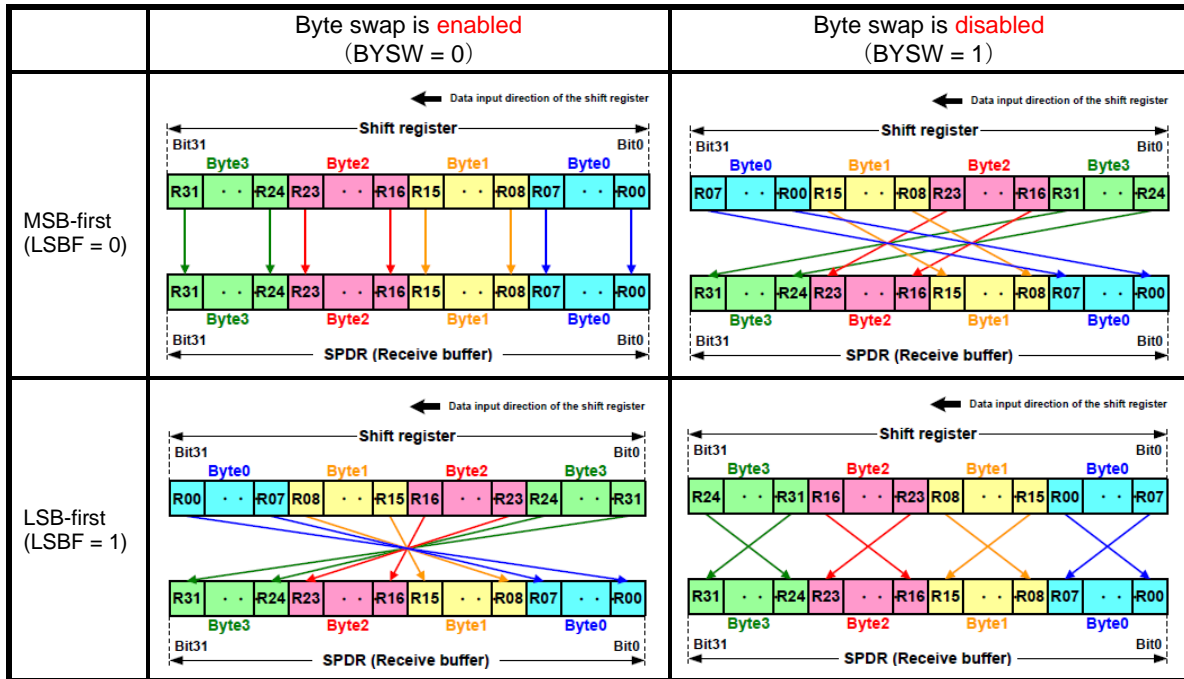 Byte swap is enabled
（BYSW = 0）
Byte swap is disabled
（BYSW = 1）
MSB-first
(LSBF = 0)
Data input direction of the shift register
Shift register
Bit31 Bit0
Byte3 Byte2 Byte1 Byte0
R31 · · R24 R23 · · R16 R15 · · R08 R07 · · R00
R31 · · R24 R23 · · R16 R15 · · R08 R07 · · R00
Byte3 Byte2 Byte1 Byte0
Bit31 Bit0
SPDR (Receive buffer)
Data input direction of the shift register
Shift register
Bit31 Bit0
Byte0 Byte1 Byte2 Byte3
R07 · · R00 R15 · · R08 R23 · · R16 R31 · · R24
R31 · · R24 R23 · · R16 R15 · · R08 R07 · · R00
Byte3 Byte2 Byte1 Byte0
Bit31 Bit0
SPDR (Receive buffer)
LSB-first
(LSBF = 1)
Data input direction of the shift register
Shift register
Bit31 Bit0
Byte0 Byte1 Byte2 Byte3
R00 · · R07 R08 · · R15 R16 · · R23 R24 · · R31
R31 · · R24 R23 · · R16 R15 · · R08 R07 · · R00
Byte3 Byte2 Byte1 Byte0
Bit31 Bit0
SPDR (Receive buffer)
Data input direction of the shift register
Shift register
Bit31 Bit0
Byte3 Byte2 Byte1 Byte0
R24 · · R31 R16 · · R23 R08 · · R15 R00 · · R07
R31 · · R24 R23 · · R16 R15 · · R08 R07 · · R00
Byte3 Byte2 Byte1 Byte0
Bit31 Bit0
SPDR (Receive buffer)